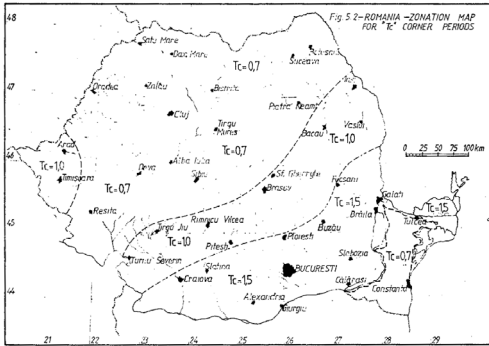 Fig 5.2-ROMANIA-ZONATION MAP
FOR "Tc" CORNER PERIODS
48
47
46
45
44
Satu Mare
Baia Mare
Tc=0,7
Suceava
Oradea
Zalău
Bistrita
Iasi
Cluj
Piatra Neamt
Tirgu
Mures
Tc=0,7
Bacau
Vaslui
Tc=1,0
Arad
Tc=1,0
Timisoara
Deva
Alba Iulia
Sibiu
Sf. Gheorghe
Brasov
Focsani
0 25 50 75 100km
Tc=0,7
Resita
Tirgu Jiu
Rimnicu Vilcea
Tc=1,0
Pitesti
Ploiesti
Buzău
Tc=1,5
Galati
Brăila
Tulcea
Tc=1,5
Turnu Severin
Slatina
Craiova
Tc=1,5
BUCURESTI
Slobozia
Tc=0,7
Călărasi
Constanta
Alexandria
Giurgiu
21 22 23 24 25 26 27 28 29